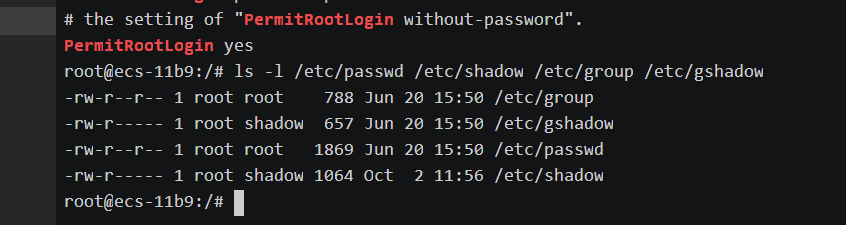 # the setting of "PermitRootLogin without-password".
PermitRootLogin yes
root@ecs-11b9:/# ls -l /etc/passwd /etc/shadow /etc/group /etc/gshadow
-rw-r--r-- 1 root root    788 Jun 20 15:50 /etc/group
-rw-r----- 1 root shadow  657 Jun 20 15:50 /etc/gshadow
-rw-r--r-- 1 root root   1869 Jun 20 15:50 /etc/passwd
-rw-r----- 1 root shadow 1064 Oct  2 11:56 /etc/shadow
root@ecs-11b9:/#